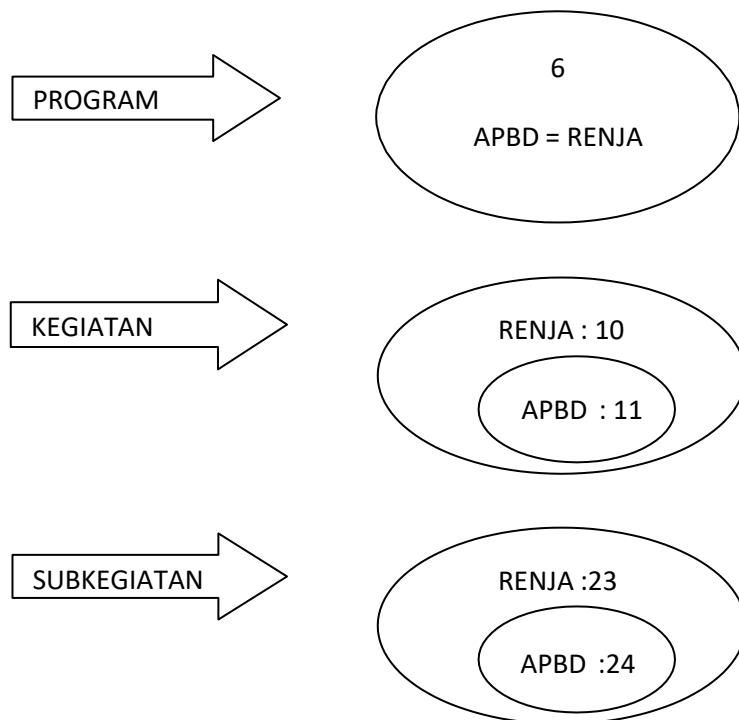 PROGRAM
6
APBD = RENJA
KEGIATAN
RENJA : 10
APBD : 11
SUBKEGIATAN
RENJA :23
APBD :24